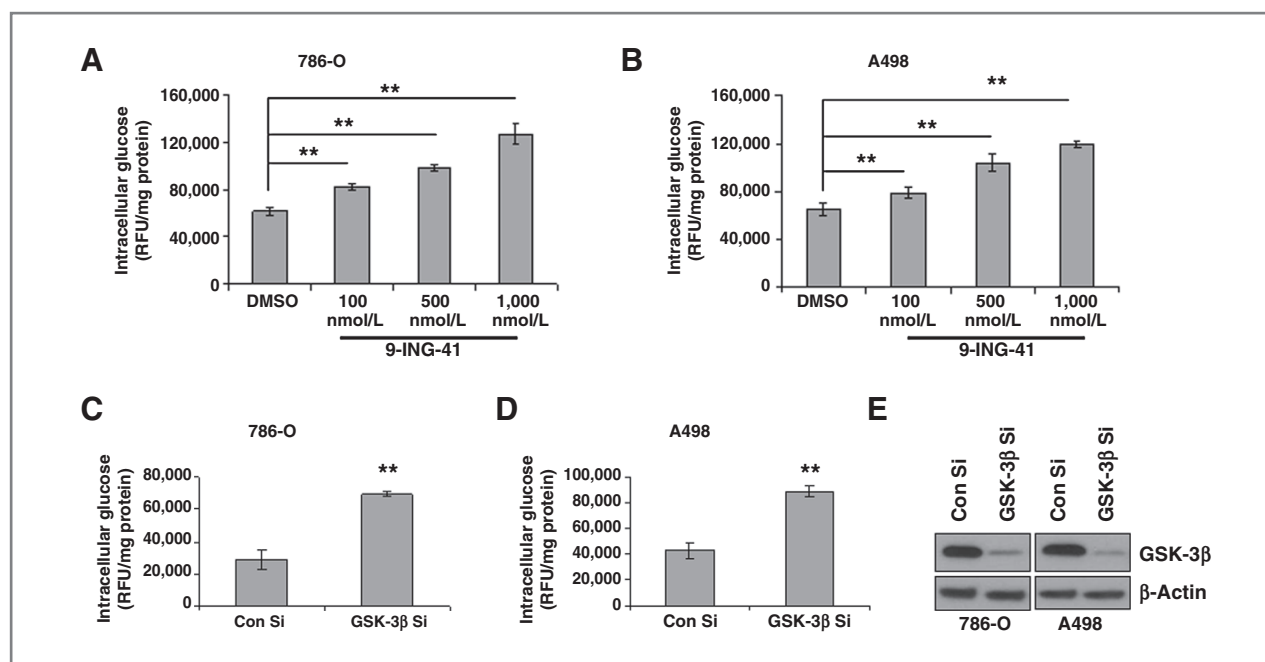 A
786-O
Intracellular glucose
(RFU/mg protein)
160,000
120,000
80,000
40,000
0
**
**
**
DMSO
100
nmol/L
500
nmol/L
1,000
nmol/L
9-ING-41
B
A498
Intracellular glucose
(RFU/mg protein)
160,000
120,000
80,000
40,000
0
**
**
**
DMSO
100
nmol/L
500
nmol/L
1,000
nmol/L
9-ING-41
C
786-O
Intracellular glucose
(RFU/mg protein)
80,000
60,000
40,000
20,000
0
**
Con Si
GSK-3β Si
D
A498
Intracellular glucose
(RFU/mg protein)
100,000
80,000
60,000
40,000
20,000
0
**
Con Si
GSK-3β Si
E
Con Si
GSK-3β Si
Con Si
GSK-3β Si
GSK-3β
β-Actin
786-O
A498